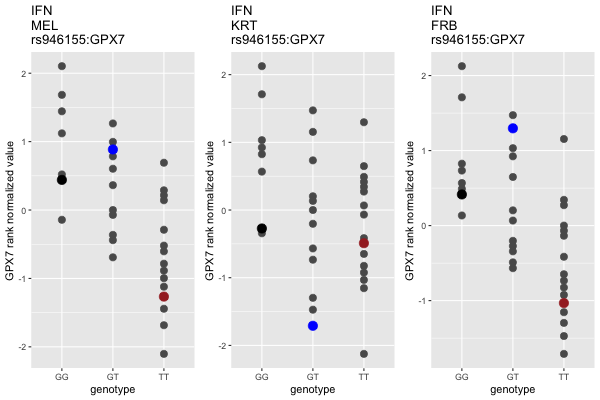 IFN
MEL
rs946155:GPX7
GPX7 rank normalized value
2
1
0
-1
-2
GG
GT
TT
genotype
IFN
KRT
rs946155:GPX7
GPX7 rank normalized value
2
1
0
-1
-2
GG
GT
TT
genotype
IFN
FRB
rs946155:GPX7
GPX7 rank normalized value
2
1
0
-1
GG
GT
TT
genotype